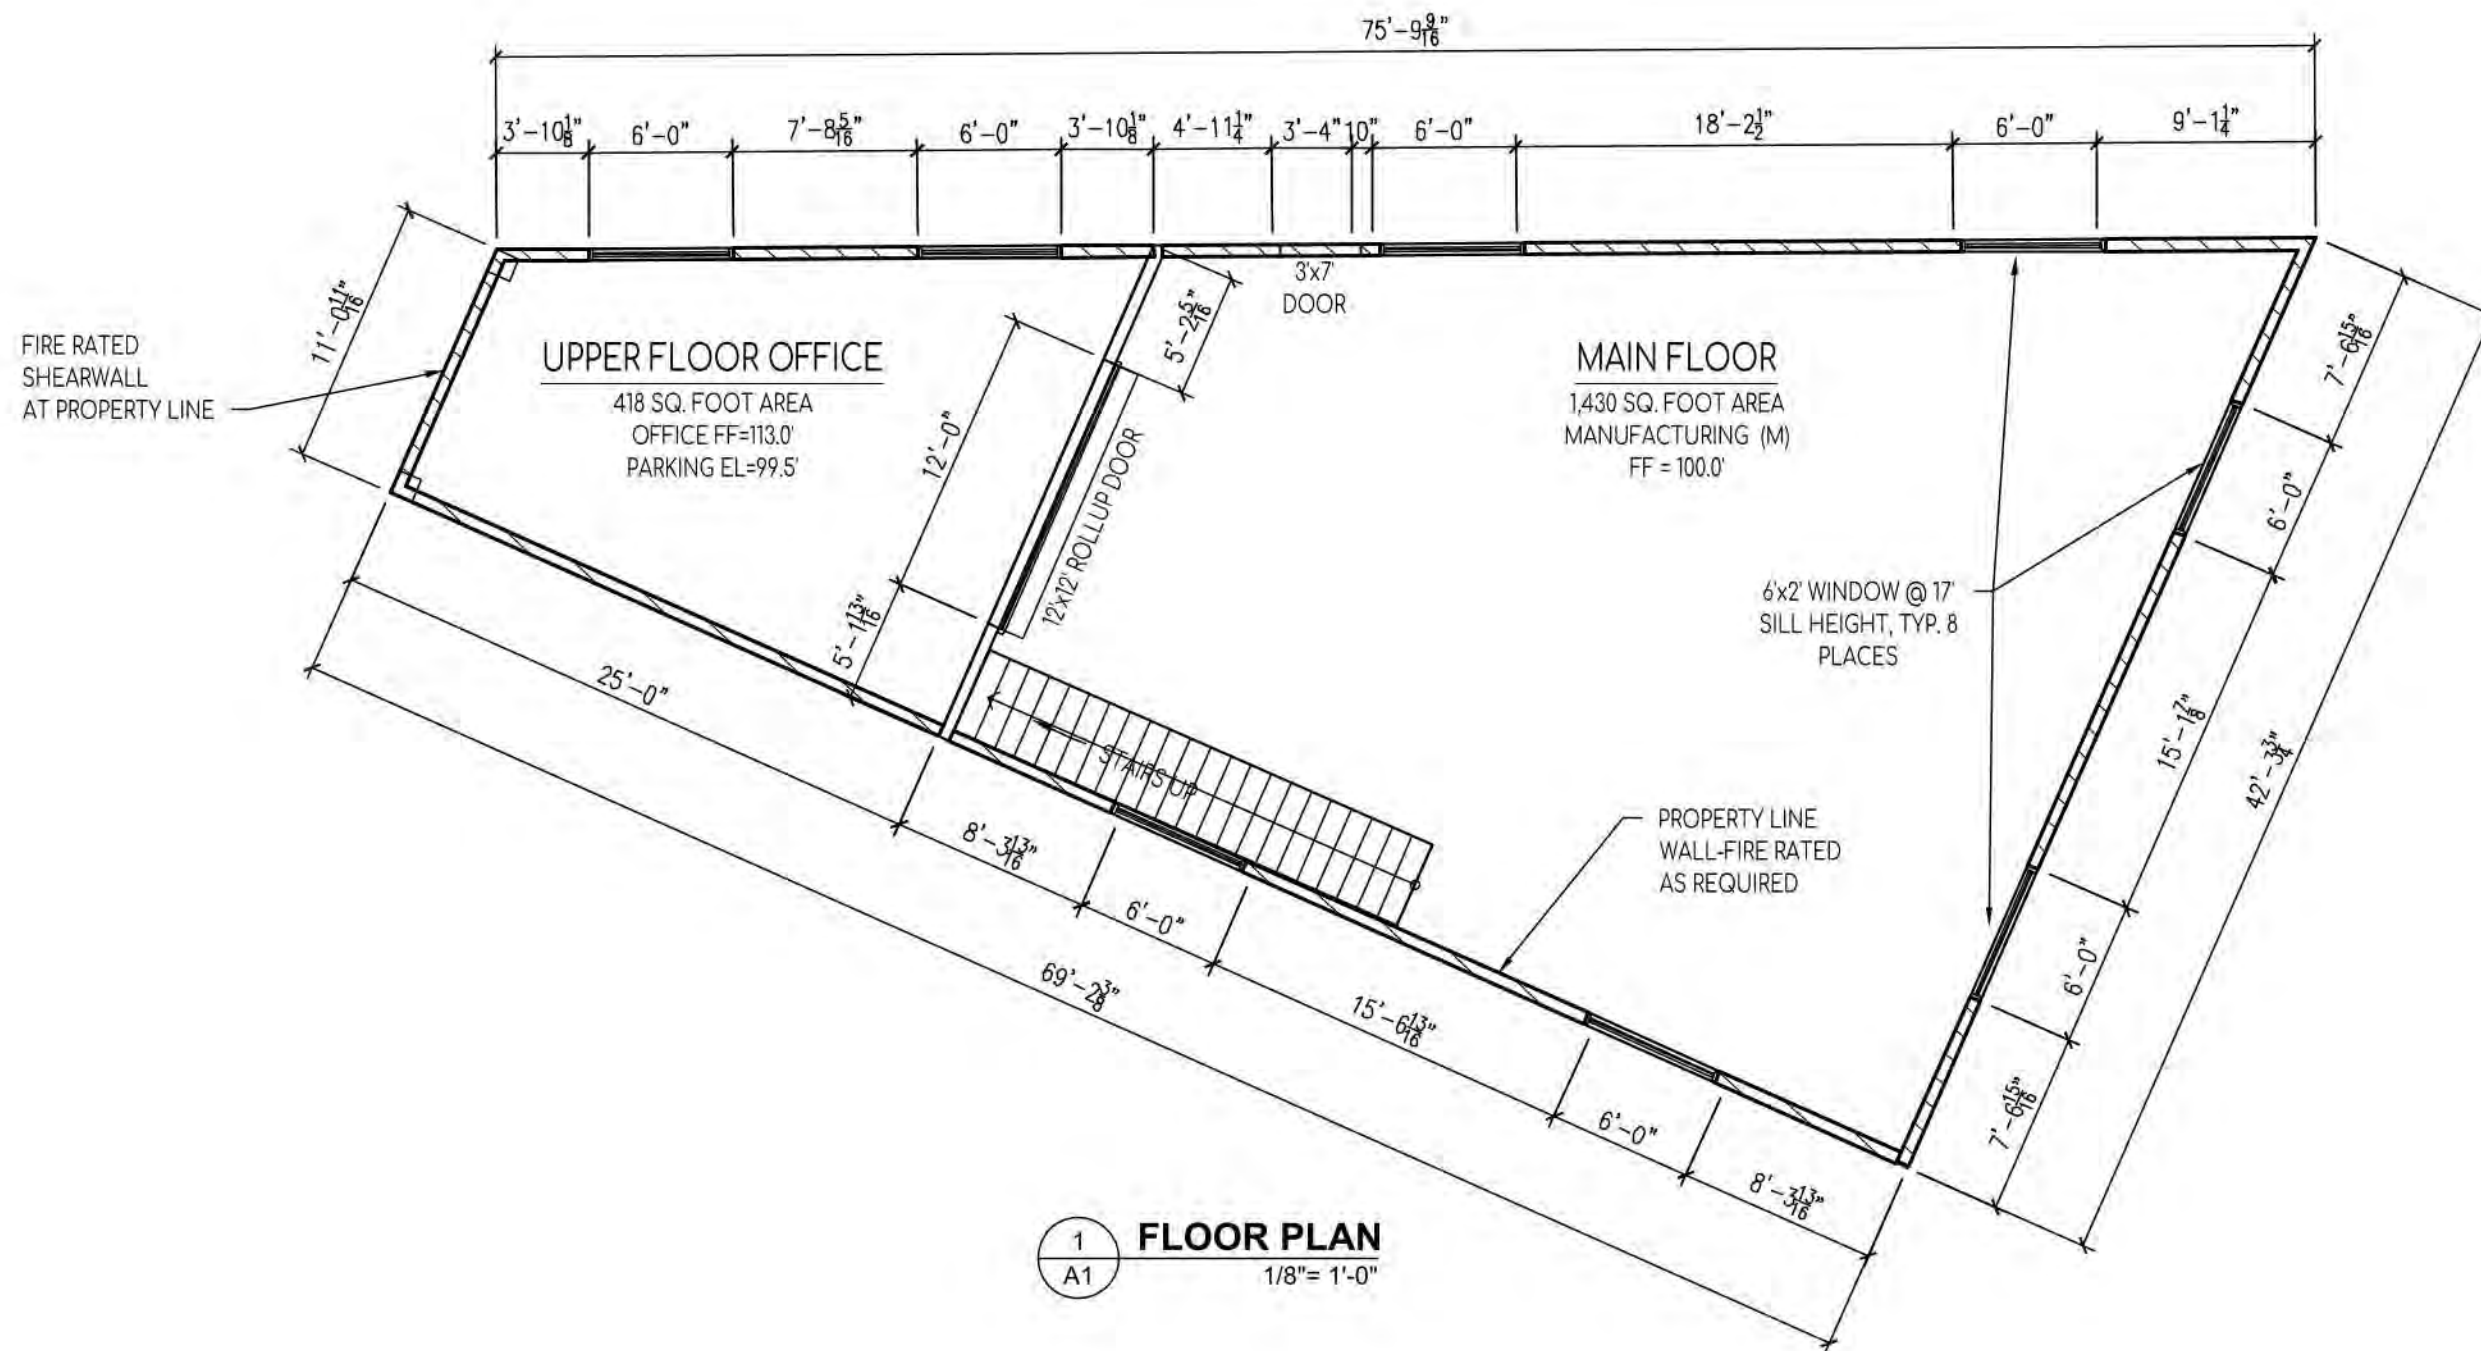 75'-9 9/16"
3'-10 1/8" 6'-0" 7'-8 5/16" 6'-0" 3'-10 1/8" 4'-11 1/4" 3'-4" 10" 6'-0" 18'-2 1/2" 6'-0" 9'-1 1/4"
11'-0 11/16"
FIRE RATED
SHEARWALL
AT PROPERTY LINE
UPPER FLOOR OFFICE
418 SQ. FOOT AREA
OFFICE FF=113.0'
PARKING EL=99.5'
12'-0"
5'-2 5/16"
12'x12' ROLLUP DOOR
5'-1 13/16"
3'x7'
DOOR
MAIN FLOOR
1,430 SQ. FOOT AREA
MANUFACTURING (M)
FF = 100.0'
7'-6 15/16"
6'-0"
15'-1 7/8"
42'-3 3/4"
6'-0"
7'-6 15/16"
6'x2' WINDOW @ 17'
SILL HEIGHT, TYP. 8
PLACES
STAIRS UP
PROPERTY LINE
WALL-FIRE RATED
AS REQUIRED
25'-0"
8'-3 13/16"
6'-0"
15'-6 13/16"
6'-0"
8'-3 13/16"
69'-2 3/8"
1
A1
FLOOR PLAN
1/8"= 1'-0"